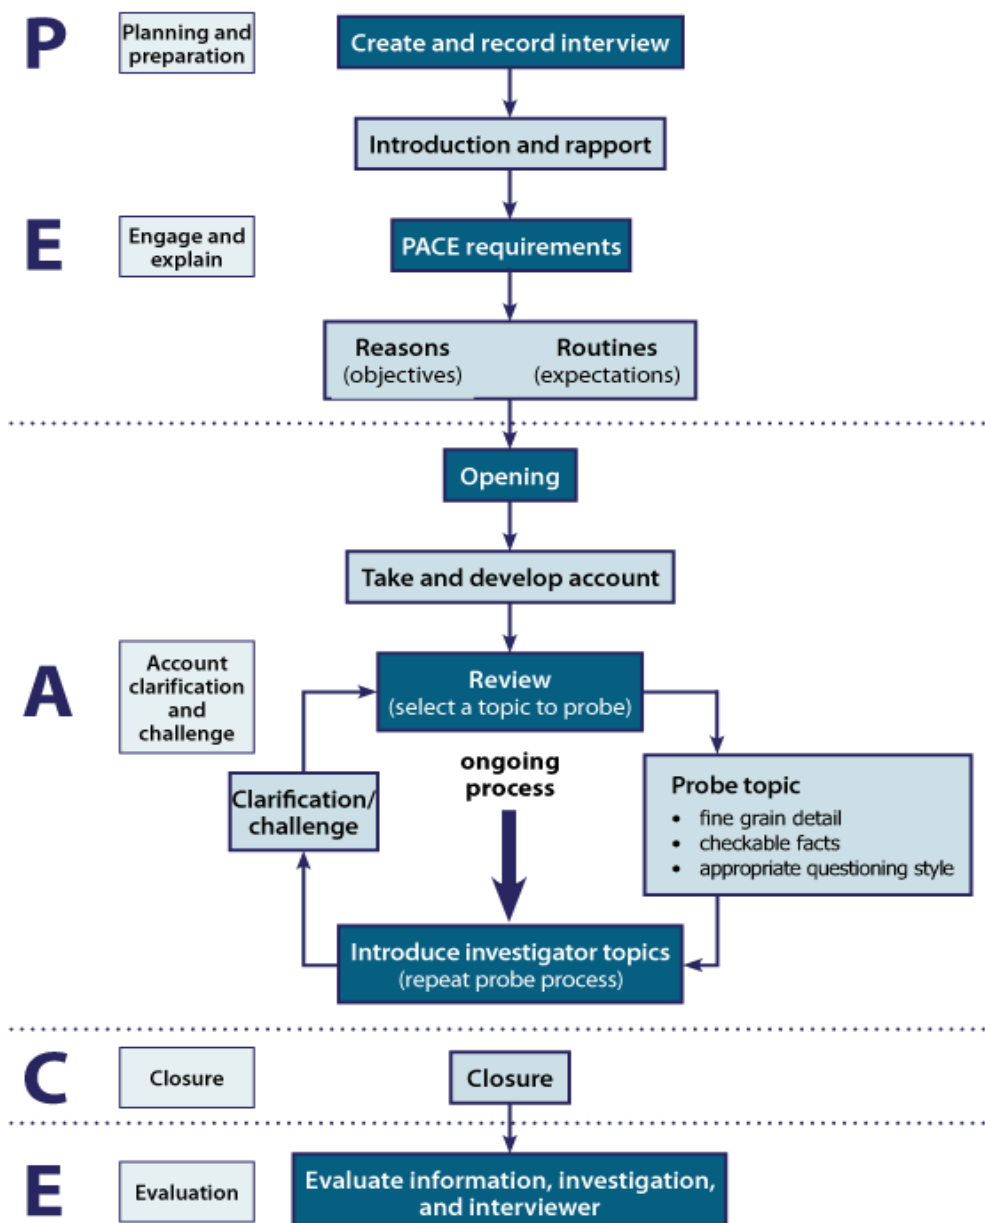 P
Planning and
preparation
Create and record interview
Introduction and rapport
E
Engage and
explain
PACE requirements
Reasons
(objectives)
Routines
(expectations)
Opening
Take and develop account
A
Account
clarification
and
challenge
Review
(select a topic to probe)
ongoing
process
Clarification/
challenge
Probe topic
• fine grain detail
• checkable facts
• appropriate questioning style
Introduce investigator topics
(repeat probe process)
C
Closure
Closure
E
Evaluation
Evaluate information, investigation,
and interviewer